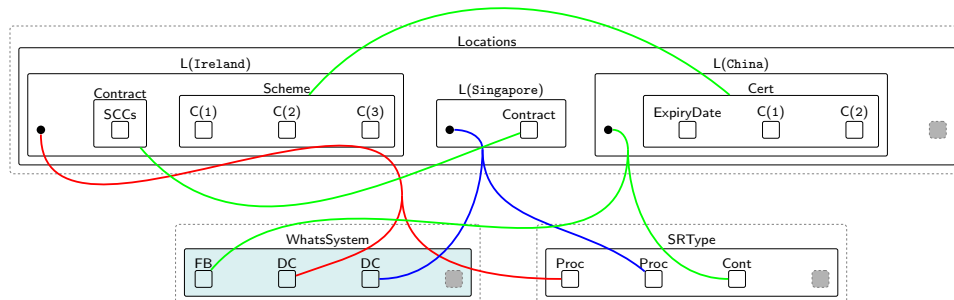 Locations
L(Ireland)
L(China)
Scheme
Cert
Contract
L(Singapore)
SCCs
C(1)
C(2)
C(3)
Contract
ExpiryDate
C(1)
C(2)
WhatsSystem
SRType
FB
DC
DC
Proc
Proc
Cont